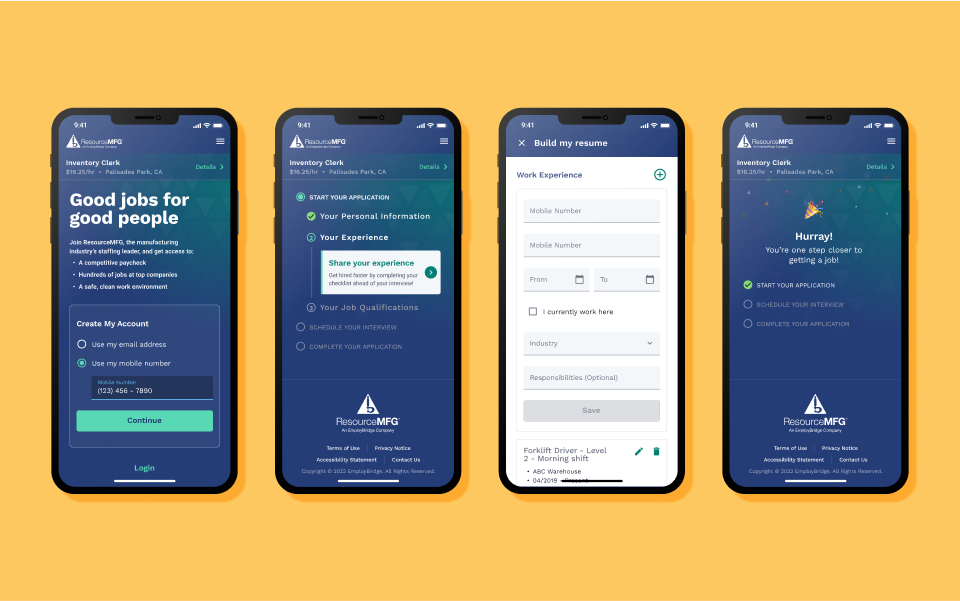 9:41
ResourceMFG
An EmployBridge Company
Inventory Clerk
$16.25/hr • Palisades Park, CA
Details
Good jobs for
good people
Join ResourceMFG, the manufacturing
industry's staffing leader, and get access to:
• A competitive paycheck
• Hundreds of jobs at top companies
• A safe, clean work environment
Create My Account
Use my email address
Use my mobile number
Mobile Number
(123) 456 - 7890
Continue
Login
9:41
ResourceMFG
An EmployBridge Company
Inventory Clerk
$16.25/hr • Palisades Park, CA
Details
START YOUR APPLICATION
Your Personal Information
2 Your Experience
Share your experience
Get hired faster by completing your
checklist ahead of your interview!
3 Your Job Qualifications
SCHEDULE YOUR INTERVIEW
COMPLETE YOUR APPLICATION
ResourceMFG
An EmployBridge Company
Terms of Use | Privacy Notice
Accessibility Statement | Contact Us
Copyright © 2022 EmployBridge. All Rights Reserved.
9:41
Build my resume
Work Experience
Mobile Number
Mobile Number
From
To
I currently work here
Industry
Responsibilities (Optional)
Save
Forklift Driver - Level
2 - Morning shift
• ABC Warehouse
• 04/2019 - Present
9:41
ResourceMFG
An EmployBridge Company
Inventory Clerk
$16.25/hr • Palisades Park, CA
Details
Hurray!
You're one step closer to
getting a job!
START YOUR APPLICATION
SCHEDULE YOUR INTERVIEW
COMPLETE YOUR APPLICATION
ResourceMFG
An EmployBridge Company
Terms of Use | Privacy Notice
Accessibility Statement | Contact Us
Copyright © 2022 EmployBridge. All Rights Reserved.